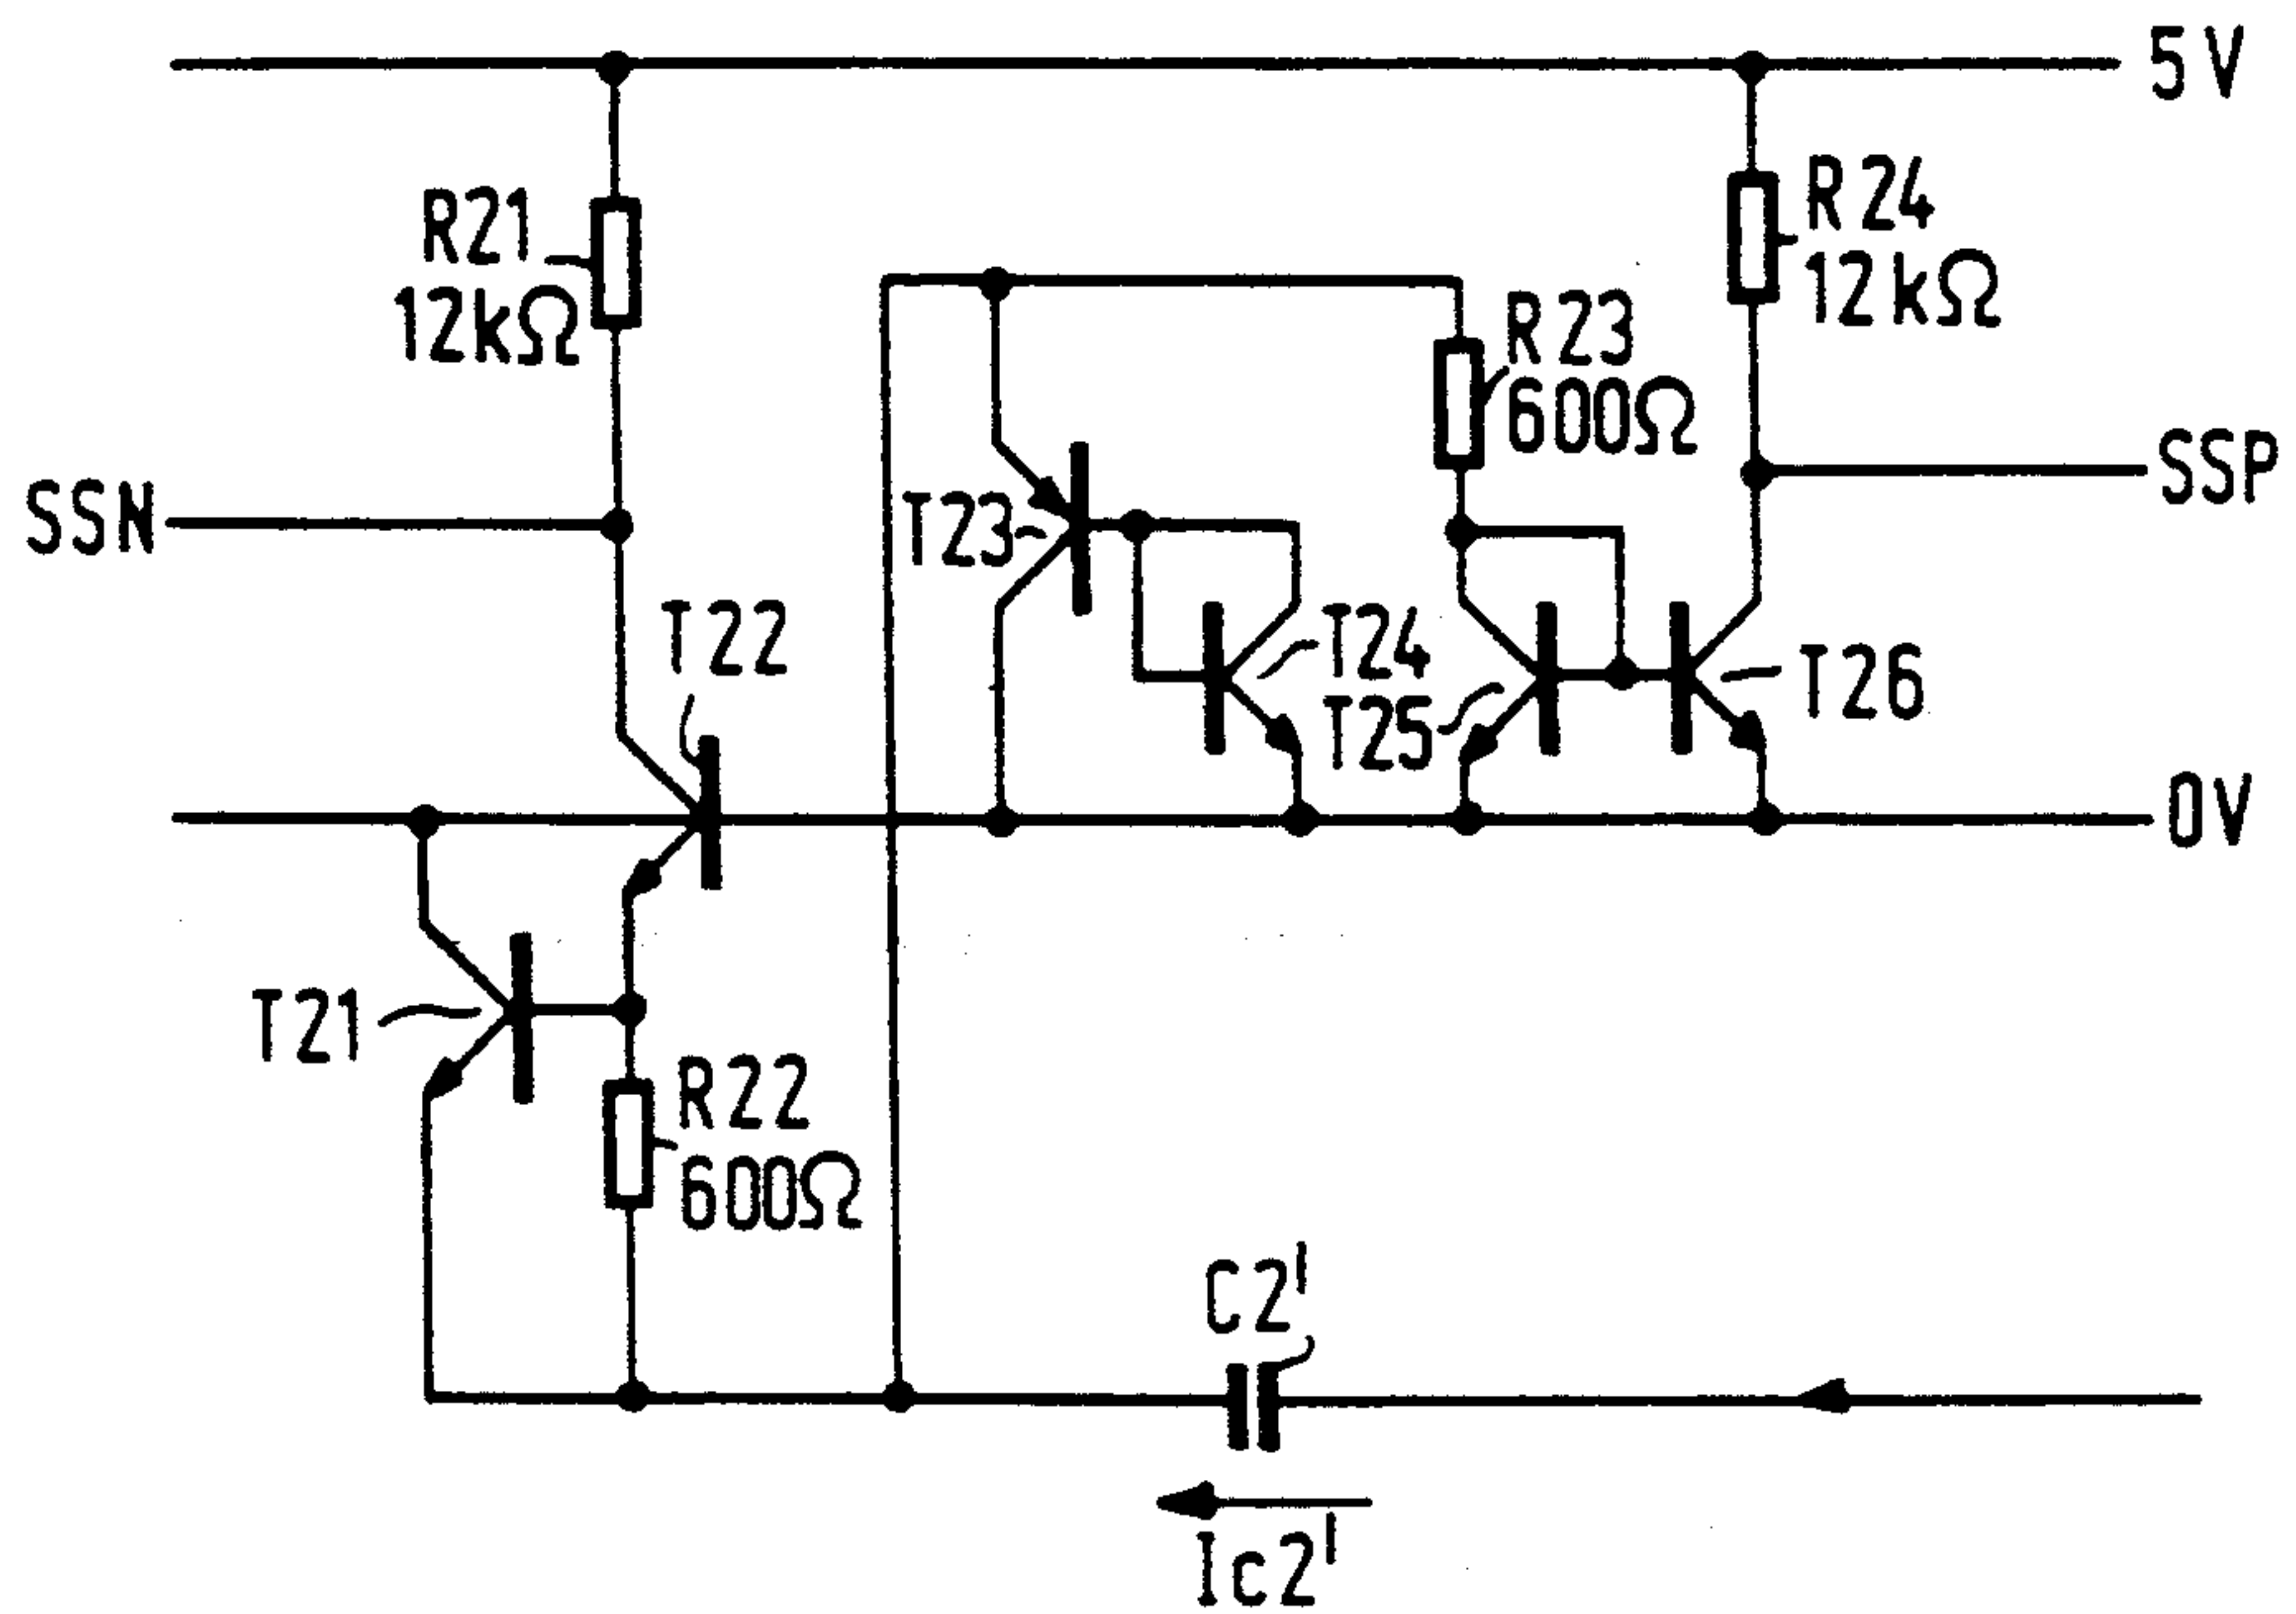 5V
R21
12kΩ
R24
12kΩ
R23
600Ω
SSN
SSP
T23
T22
T24
T25
T26
0V
T21
R22
600Ω
C2'
Ic2'